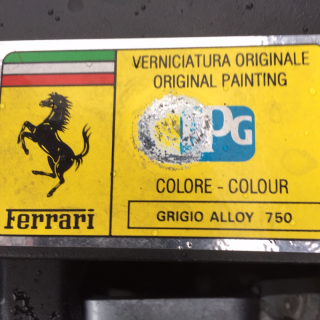 VERNICIATURA ORIGINALE
ORIGINAL PAINTING
PG
COLORE - COLOUR
GRIGIO ALLOY 750
Ferrari